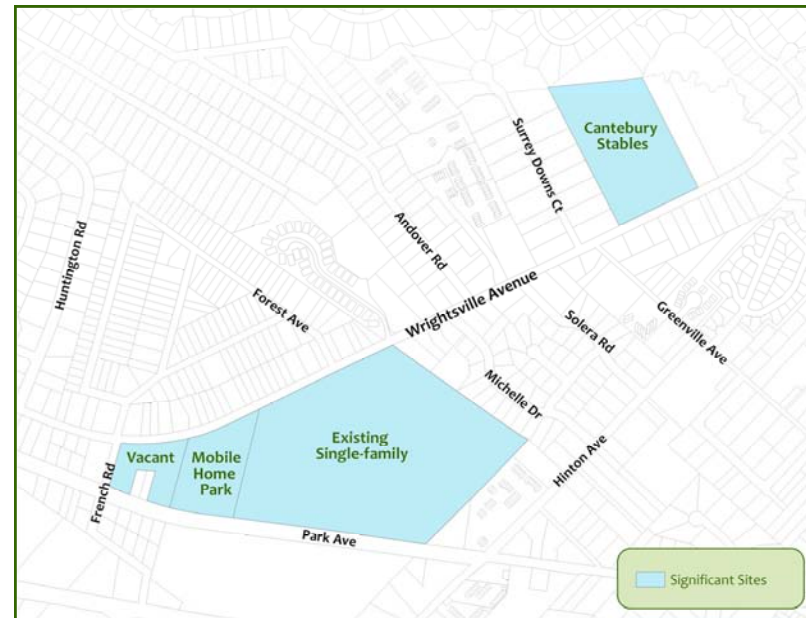 Cantebury
Stables
Surrey Downs Ct
Andover Rd
Huntington Rd
Forest Ave
Wrightsville Avenue
Solera Rd
Greenville Ave
Michelle Dr
Existing
Single-family
Hinton Ave
Vacant
Mobile
Home
Park
French Rd
Park Ave
Significant Sites